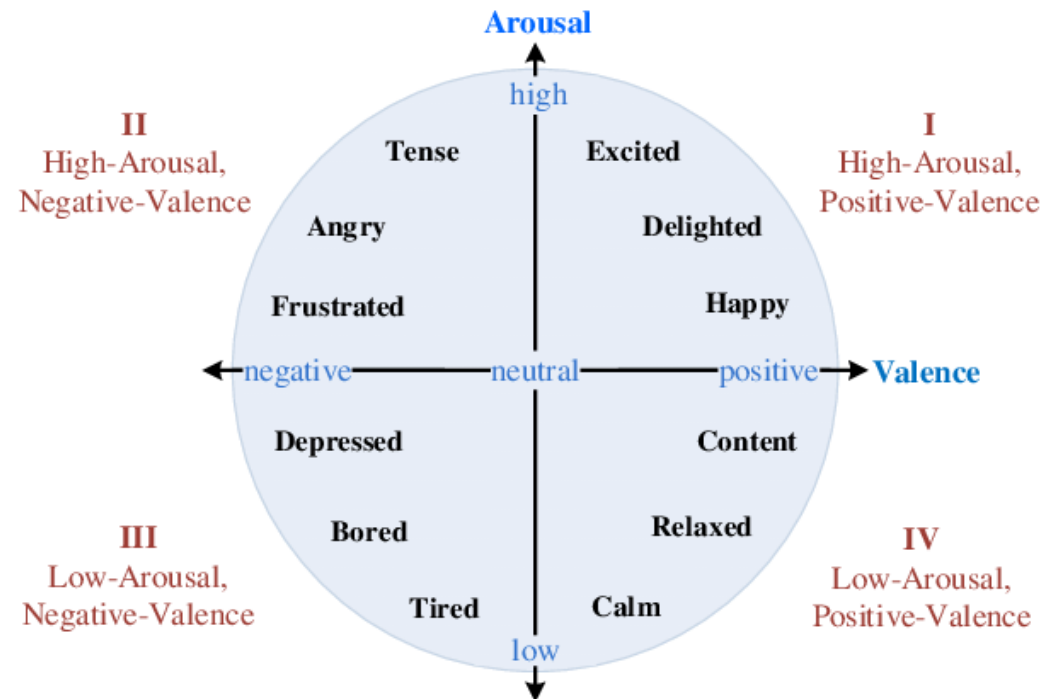 Arousal
high
II
High-Arousal,
Negative-Valence
I
High-Arousal,
Positive-Valence
Tense
Excited
Angry
Delighted
Frustrated
Happy
negative
neutral
positive
Valence
Depressed
Content
Bored
Relaxed
III
Low-Arousal,
Negative-Valence
IV
Low-Arousal,
Positive-Valence
Tired
Calm
low